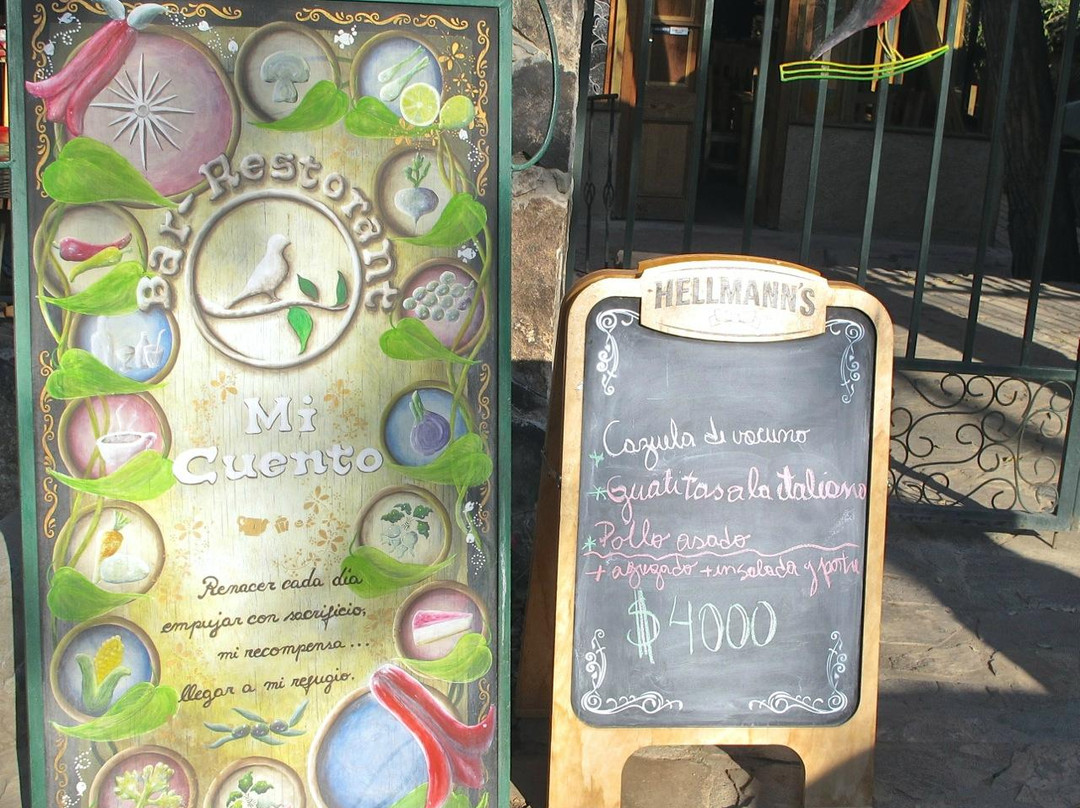 Bar-Restorant
Mi
Cuento
Renacer cada día
empujar con sacrificio,
mi recompensa...
llegar a mi refugio.
HELLMANN'S
Cazuela de vacuno
*Guatitas a la italiana
*Pollo asado
+ agregado + ensalada y postre
$4000